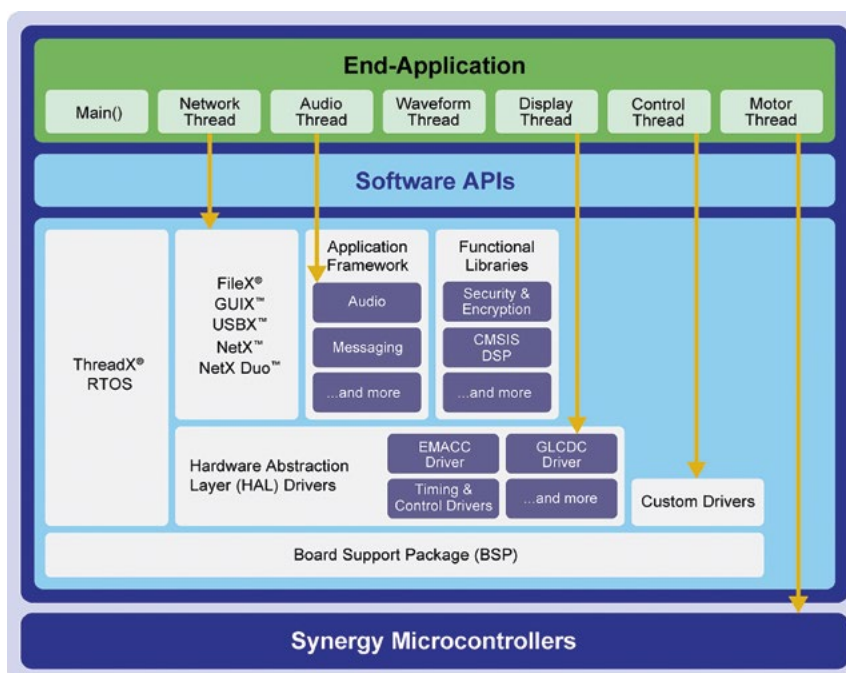 End-Application
Main()
Network
Thread
Audio
Thread
Waveform
Thread
Display
Thread
Control
Thread
Motor
Thread
Software APIs
ThreadX®
RTOS
FileX®
GUIX™
USBX™
NetX™
NetX Duo™
Application
Framework
Audio
Messaging
...and more
Functional
Libraries
Security &
Encryption
CMSIS
DSP
...and more
Hardware Abstraction
Layer (HAL) Drivers
EMACC
Driver
GLCDC
Driver
Timing &
Control Drivers
...and more
Custom Drivers
Board Support Package (BSP)
Synergy Microcontrollers